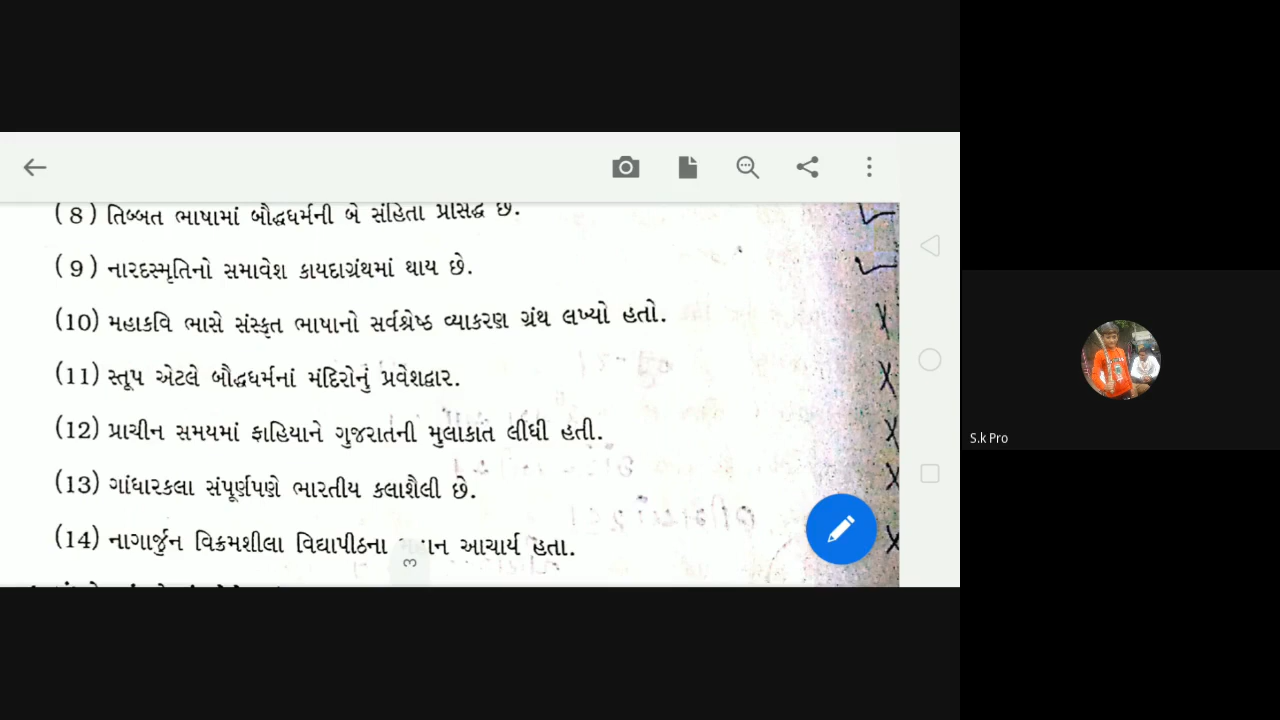 (8) તિબ્બત ભાષામાં બૌદ્ધધર્મની બે સંહિતા પ્રસિદ્ધ છે.
(9) નારદસ્મૃતિનો સમાવેશ કાયદાગ્રંથમાં થાય છે.
(10) મહાકવિ ભાસે સંસ્કૃત ભાષાનો સર્વશ્રેષ્ઠ વ્યાકરણ ગ્રંથ લખ્યો હતો.
(11) સ્તૂપ એટલે બૌદ્ધધર્મનાં મંદિરોનું પ્રવેશદ્વાર.
(12) પ્રાચીન સમયમાં ફાહિયાને ગુજરાતની મુલાકાત લીધી હતી.
(13) ગાંધારકલા સંપૂર્ણપણે ભારતીય કલાશૈલી છે.
(14) નાગાર્જુન વિક્રમશીલા વિદ્યાપીઠના આચાર્ય હતા.
3
S.k Pro